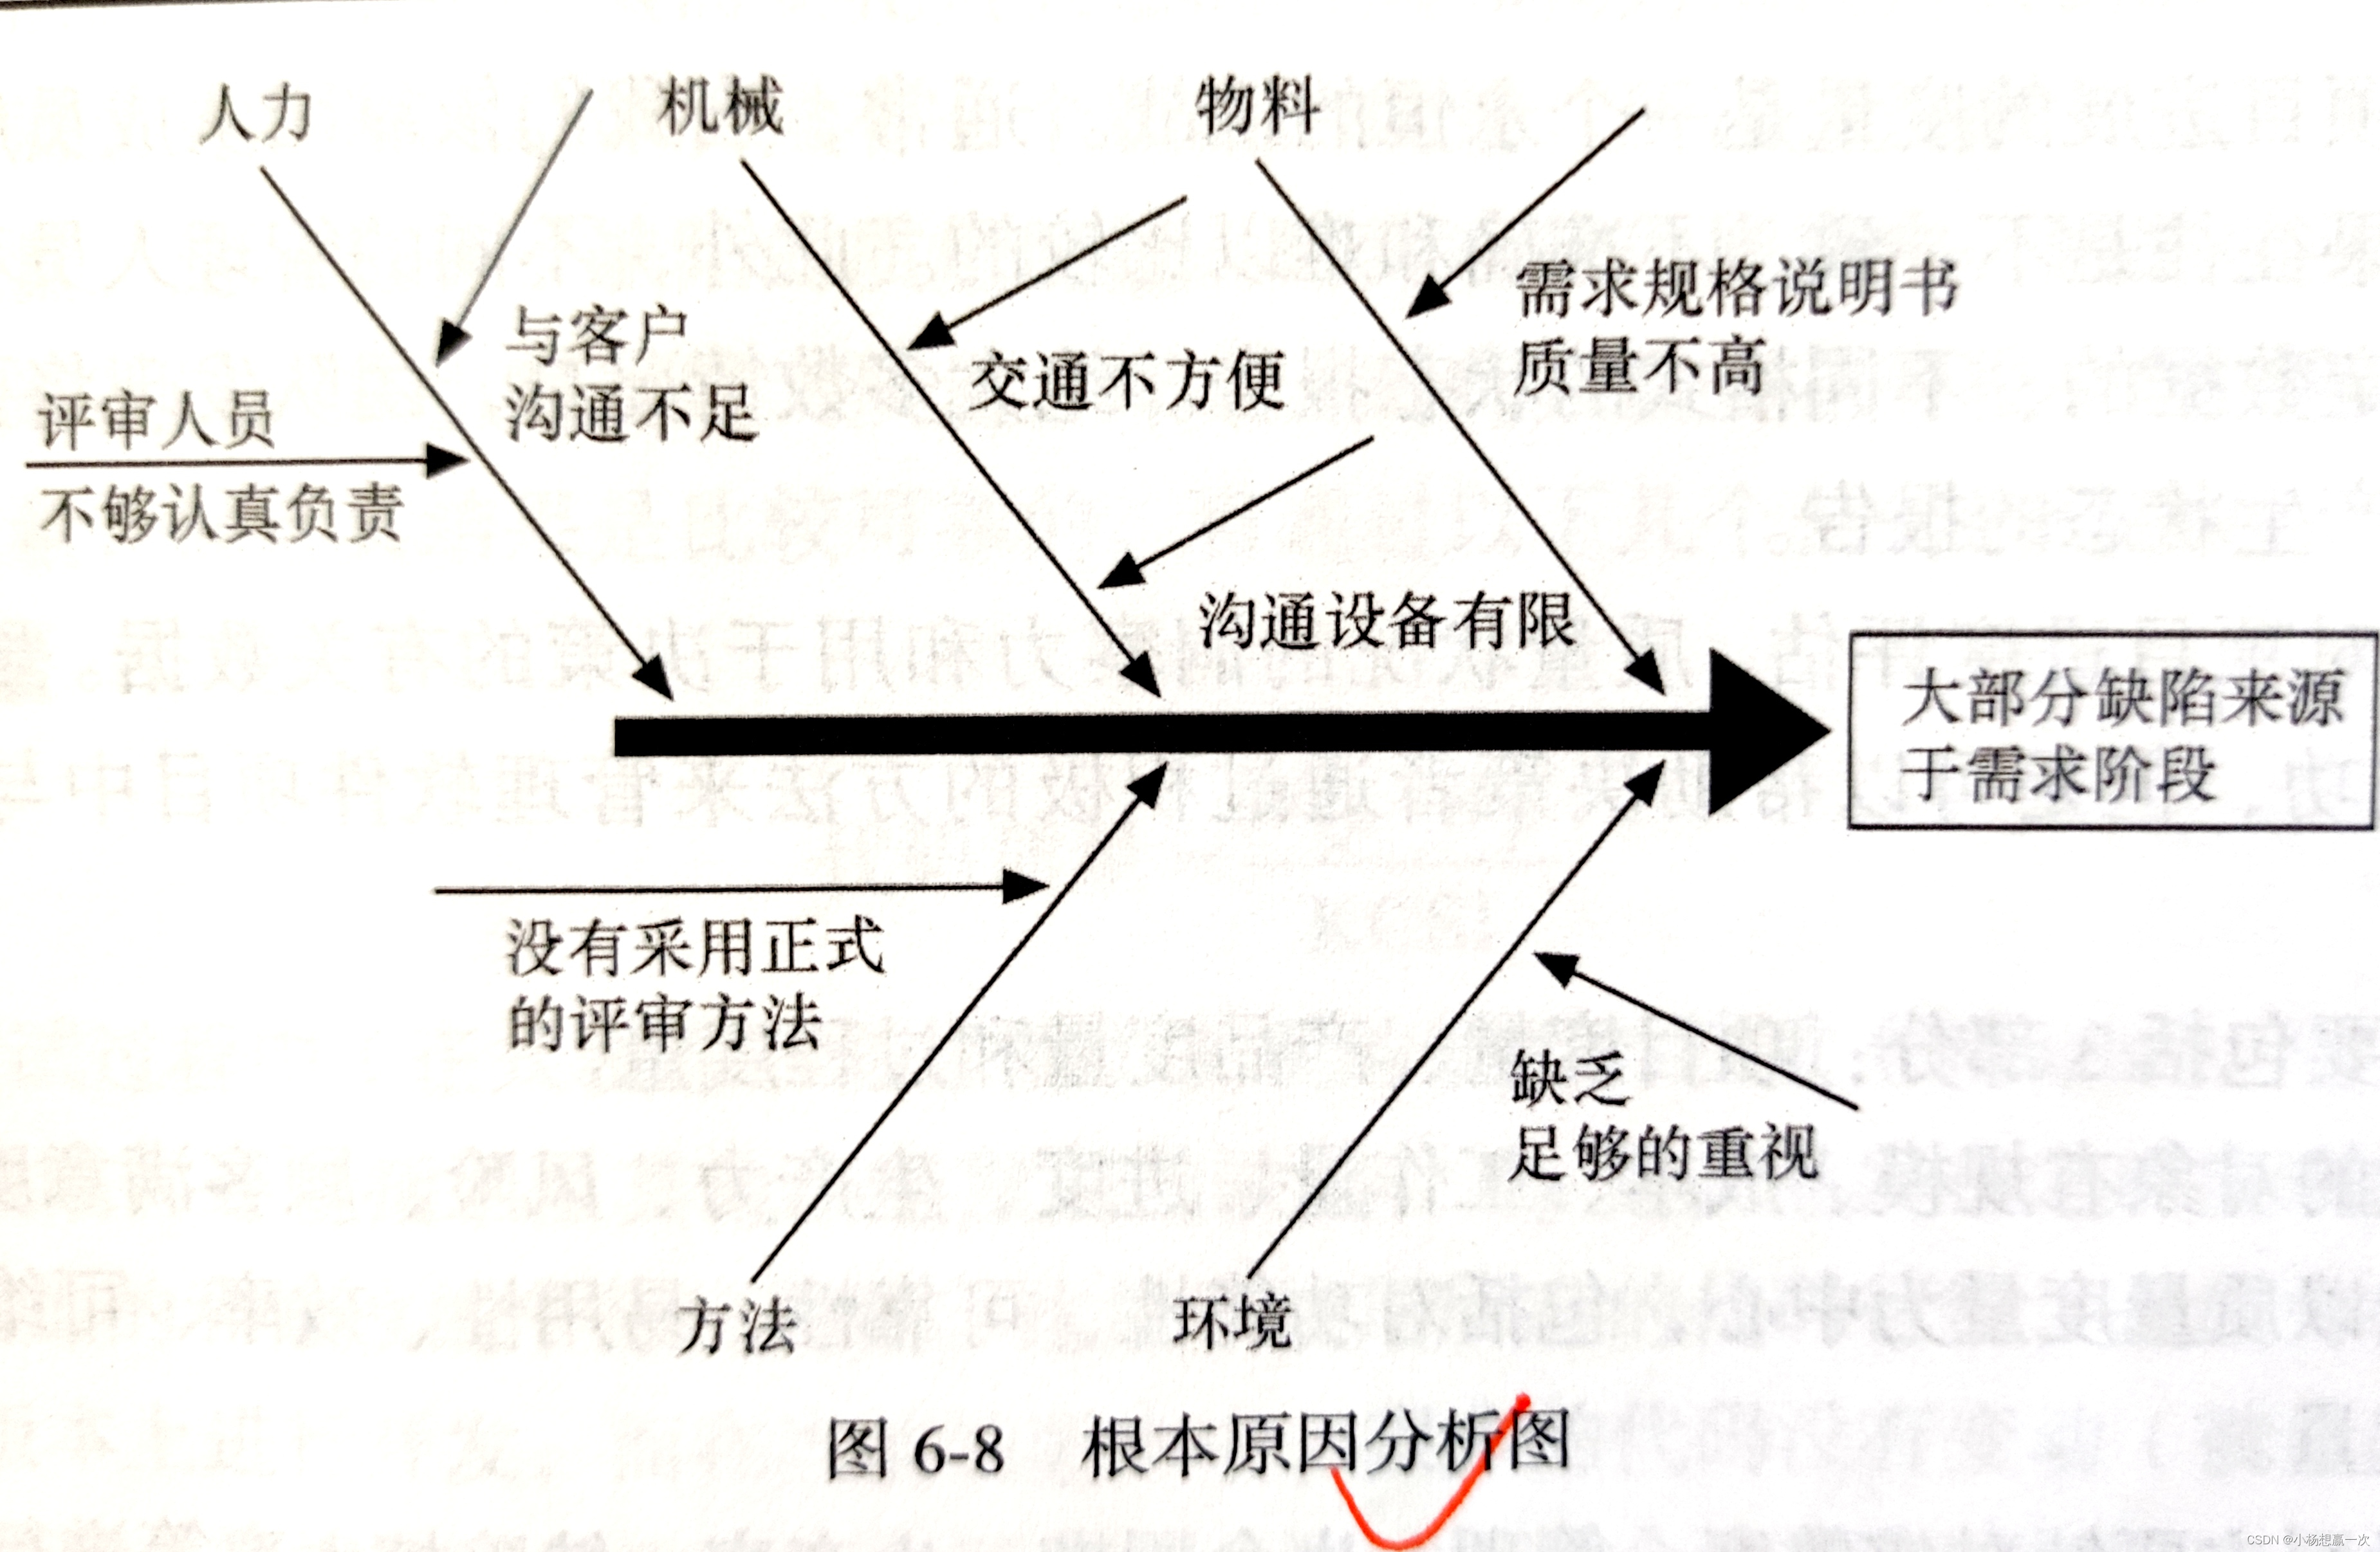 人力
机械
物料
与客户
沟通不足
评审人员
不够认真负责
交通不方便
需求规格说明书
质量不高
沟通设备有限
大部分缺陷来源
于需求阶段
没有采用正式
的评审方法
缺乏
足够的重视
方法
环境
图 6-8 根本原因分析图
CSDN @小杨想赢一次